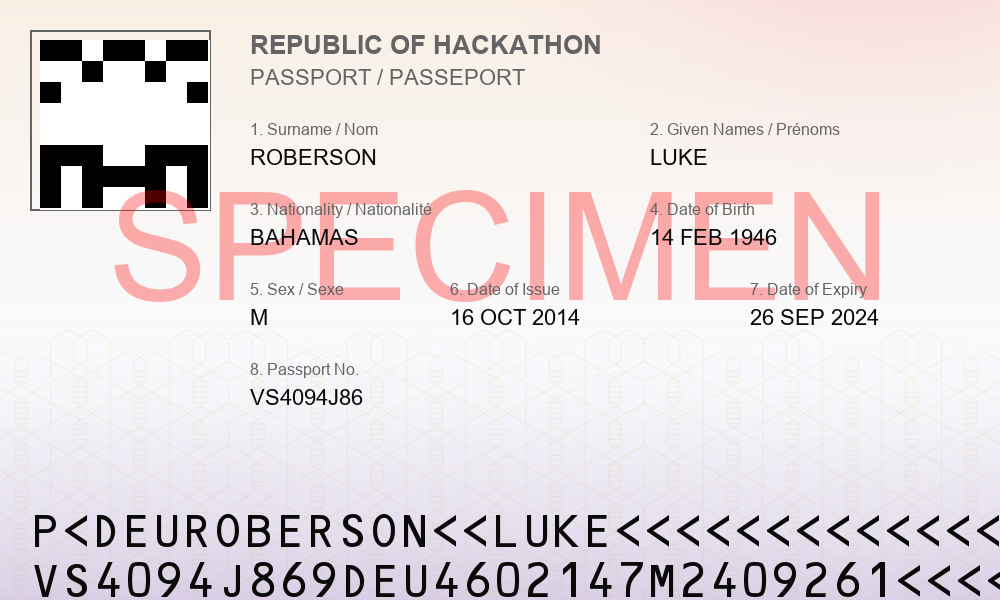 REPUBLIC OF HACKATHON
PASSPORT / PASSEPORT
1. Surname / Nom
ROBERSON
2. Given Names / Prénoms
LUKE
SPECIMEN
3. Nationality / Nationalité
BAHAMAS
4. Date of Birth
14 FEB 1946
5. Sex / Sexe
M
6. Date of Issue
16 OCT 2014
7. Date of Expiry
26 SEP 2024
8. Passport No.
VS4094J86
P<DEUROBERSON<<LUKE<<<<<<<<<<<<<
VS4094J869DEU4602147M2409261<<<<